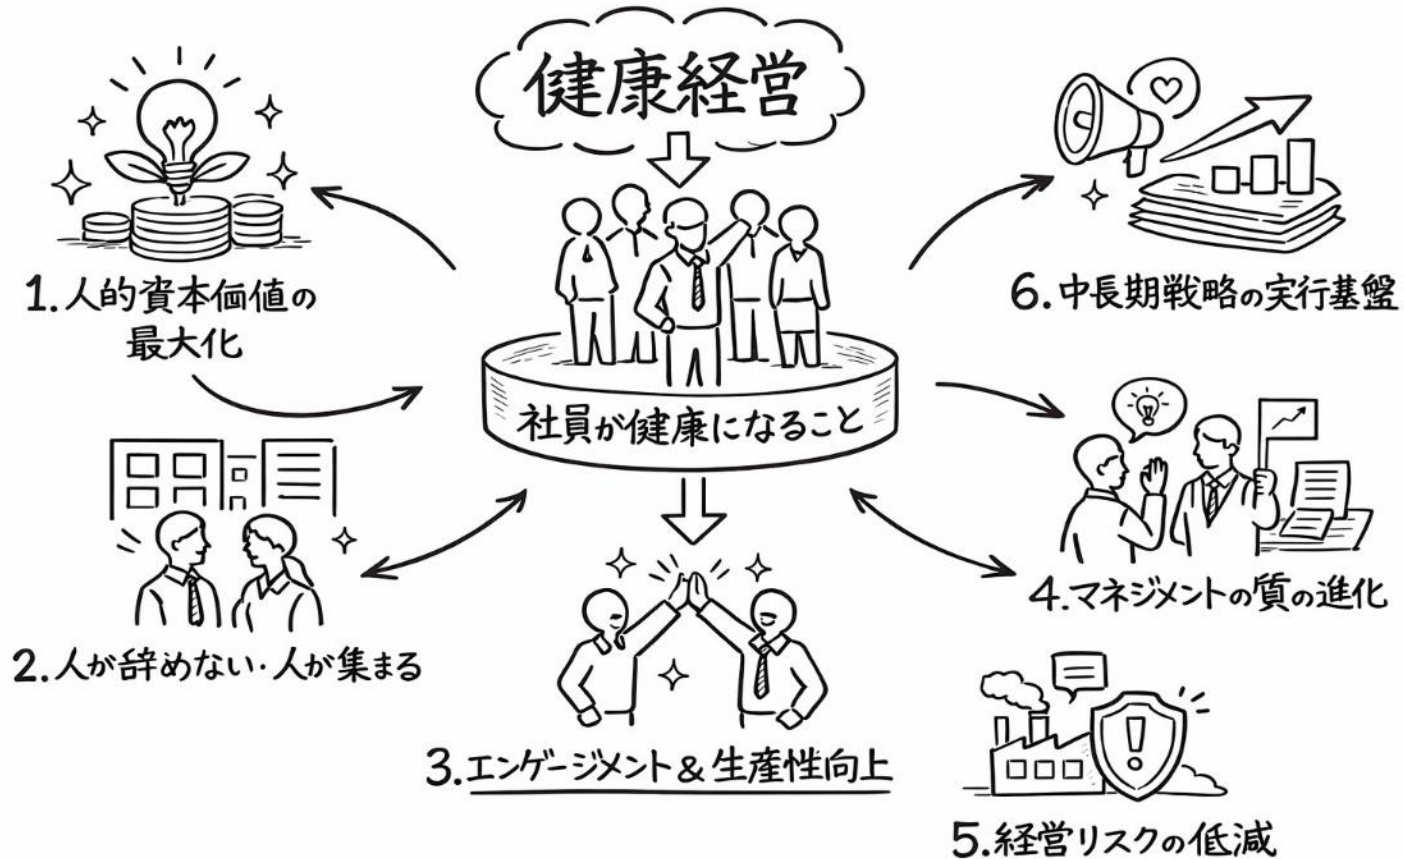 健康経営
社員が健康になること
1.人的資本価値の
最大化
2.人が辞めない・人が集まる
3.エンゲージメント&生産性向上
4.マネジメントの質の進化
5.経営リスクの低減
6.中長期戦略の実行基盤